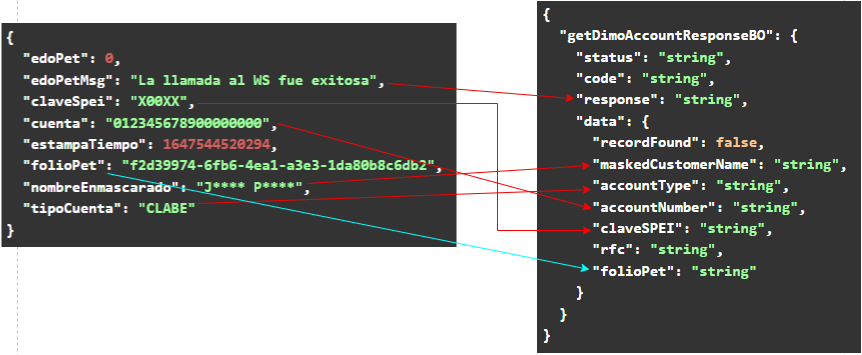 {
"edoPet": 0,
"edoPetMsg": "La llamada al WS fue exitosa",
"claveSpei": "X00XX",
"cuenta": "012345678900000000",
"estampaTiempo": 1647544520294,
"folioPet": "f2d39974-6fb6-4ea1-a3e3-1da80b8c6db2",
"nombreEnmascarado": "J**** P****",
"tipoCuenta": "CLABE"
}
{
"getDimoAccountResponseBO": {
"status": "string",
"code": "string",
"response": "string",
"data": {
"recordFound": false,
"maskedCustomerName": "string",
"accountType": "string",
"accountNumber": "string",
"claveSPEI": "string",
"rfc": "string",
"folioPet": "string"
}
}
}